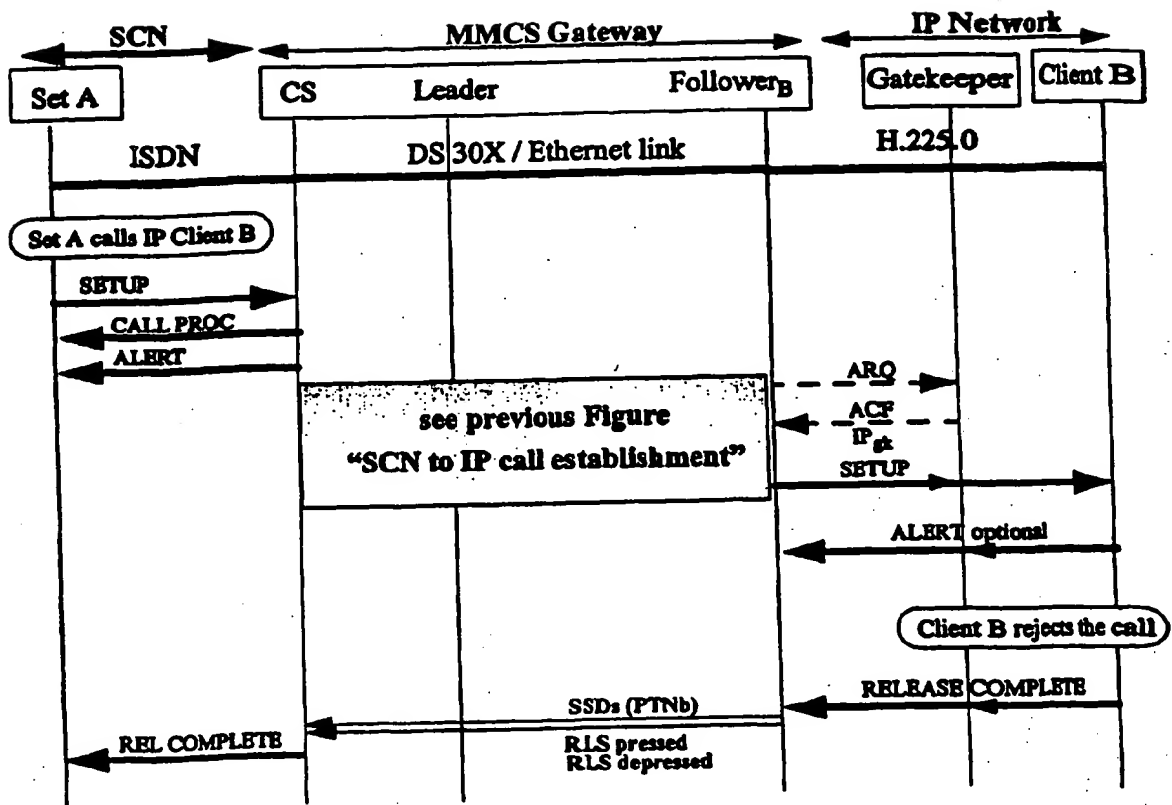 SCN
MMCS Gateway
IP Network
Set A
CS
Leader
FollowerB
Gatekeeper
Client B
ISDN
DS 30X / Ethernet link
H.225.0
Set A calls IP Client B
SETUP
CALL PROC
ALERT
see previous Figure
“SCN to IP call establishment”
ARQ
ACF
IPgk
SETUP
ALERT optional
Client B rejects the call
RELEASE COMPLETE
SSDs (PTNb)
RLS pressed
RLS depressed
REL COMPLETE